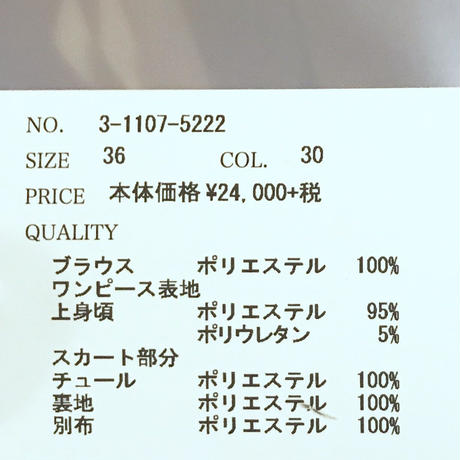 NO. 3-1107-5222
SIZE 36 COL. 30
PRICE 本体価格 ¥24,000+税
QUALITY
ブラウス ポリエステル 100%
ワンピース表地
上身頃 ポリエステル 95%
ポリウレタン 5%
スカート部分
チュール ポリエステル 100%
裏地 ポリエステル 100%
別布 ポリエステル 100%